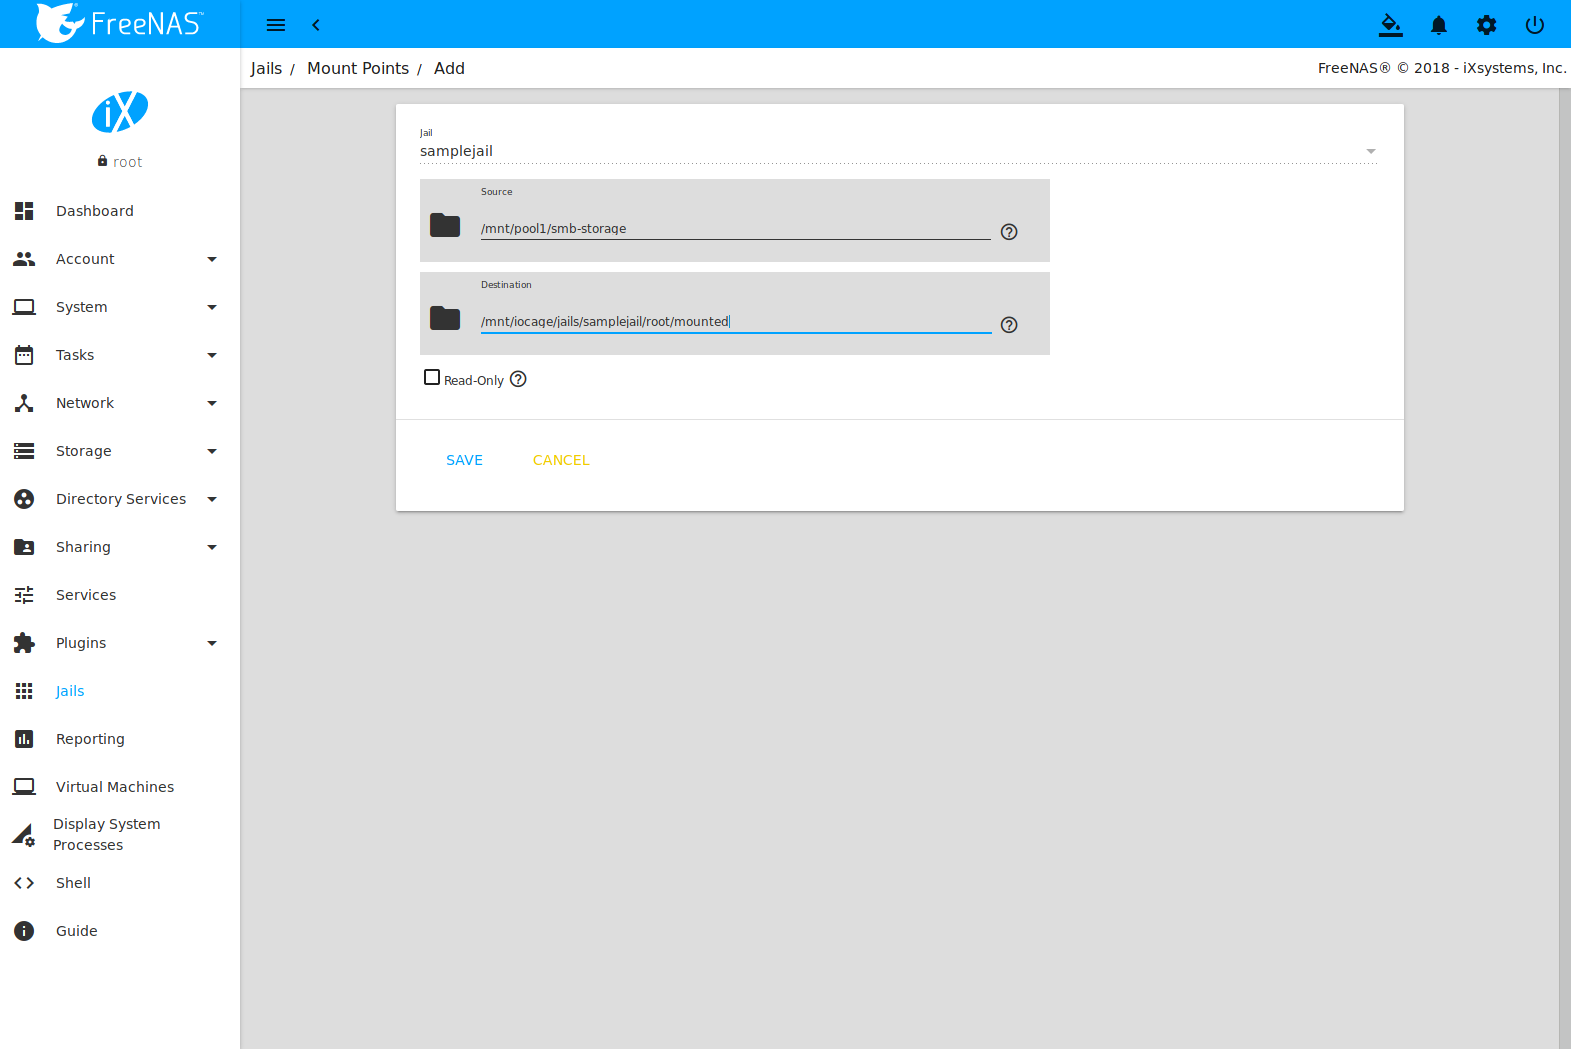 FreeNAS™
Jails / Mount Points / Add
FreeNAS® © 2018 - iXsystems, Inc.
iX
root
Dashboard
Account
System
Tasks
Network
Storage
Directory Services
Sharing
Services
Plugins
Jails
Reporting
Virtual Machines
Display System
Processes
Shell
Guide
Jail
samplejail
Source
/mnt/pool1/smb-storage
Destination
/mnt/iocage/jails/samplejail/root/mounted
Read-Only
SAVE CANCEL